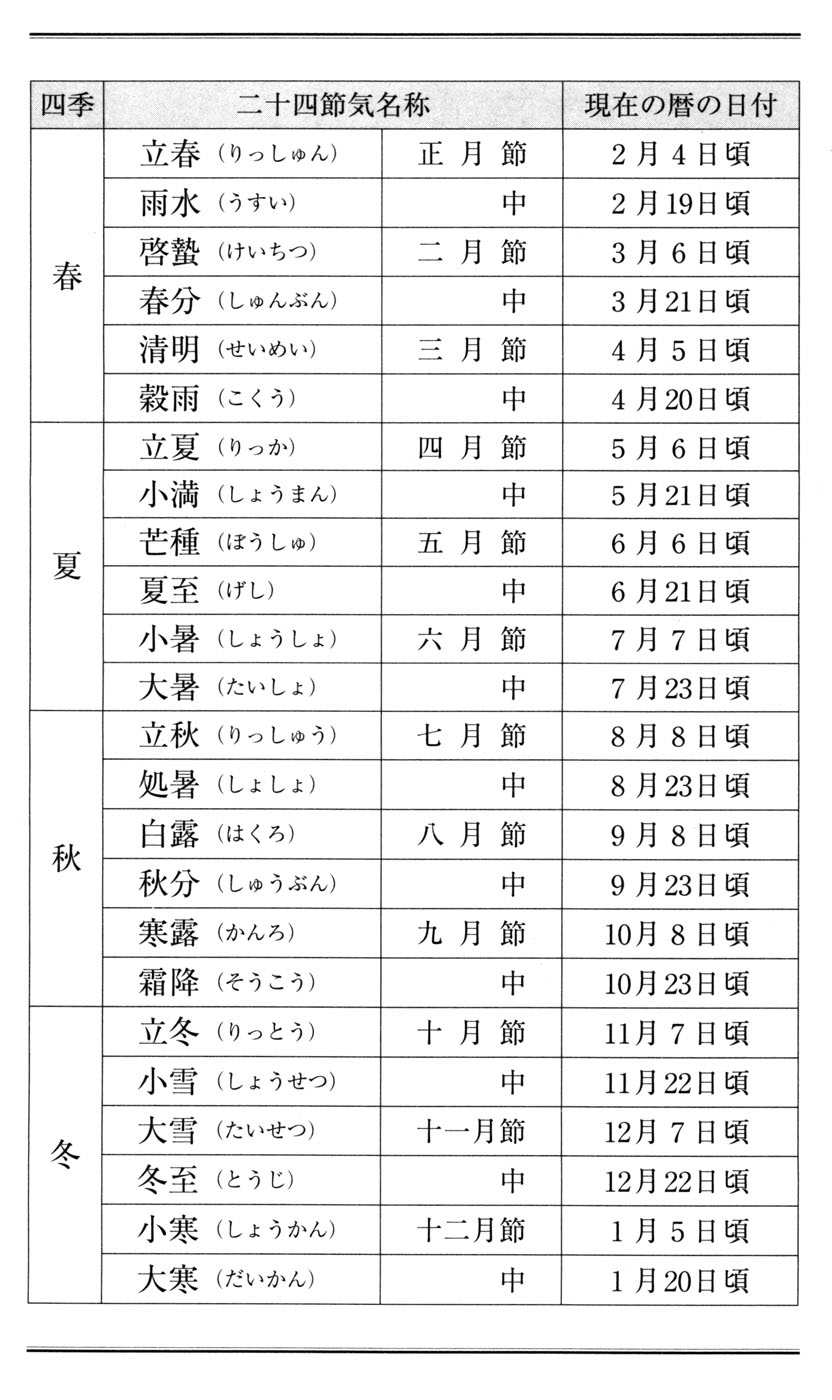 四季 二十四節気名称 現在の暦の日付
春
立春（りっしゅん） 正月節 2月4日頃
雨水（うすい） 中 2月19日頃
啓蟄（けいちつ） 二月節 3月6日頃
春分（しゅんぶん） 中 3月21日頃
清明（せいめい） 三月節 4月5日頃
穀雨（こくう） 中 4月20日頃
夏
立夏（りっか） 四月節 5月6日頃
小満（しょうまん） 中 5月21日頃
芒種（ぼうしゅ） 五月節 6月6日頃
夏至（げし） 中 6月21日頃
小暑（しょうしょ） 六月節 7月7日頃
大暑（たいしょ） 中 7月23日頃
秋
立秋（りっしゅう） 七月節 8月8日頃
処暑（しょしょ） 中 8月23日頃
白露（はくろ） 八月節 9月8日頃
秋分（しゅうぶん） 中 9月23日頃
寒露（かんろ） 九月節 10月8日頃
霜降（そうこう） 中 10月23日頃
冬
立冬（りっとう） 十月節 11月7日頃
小雪（しょうせつ） 中 11月22日頃
大雪（たいせつ） 十一月節 12月7日頃
冬至（とうじ） 中 12月22日頃
小寒（しょうかん） 十二月節 1月5日頃
大寒（だいかん） 中 1月20日頃